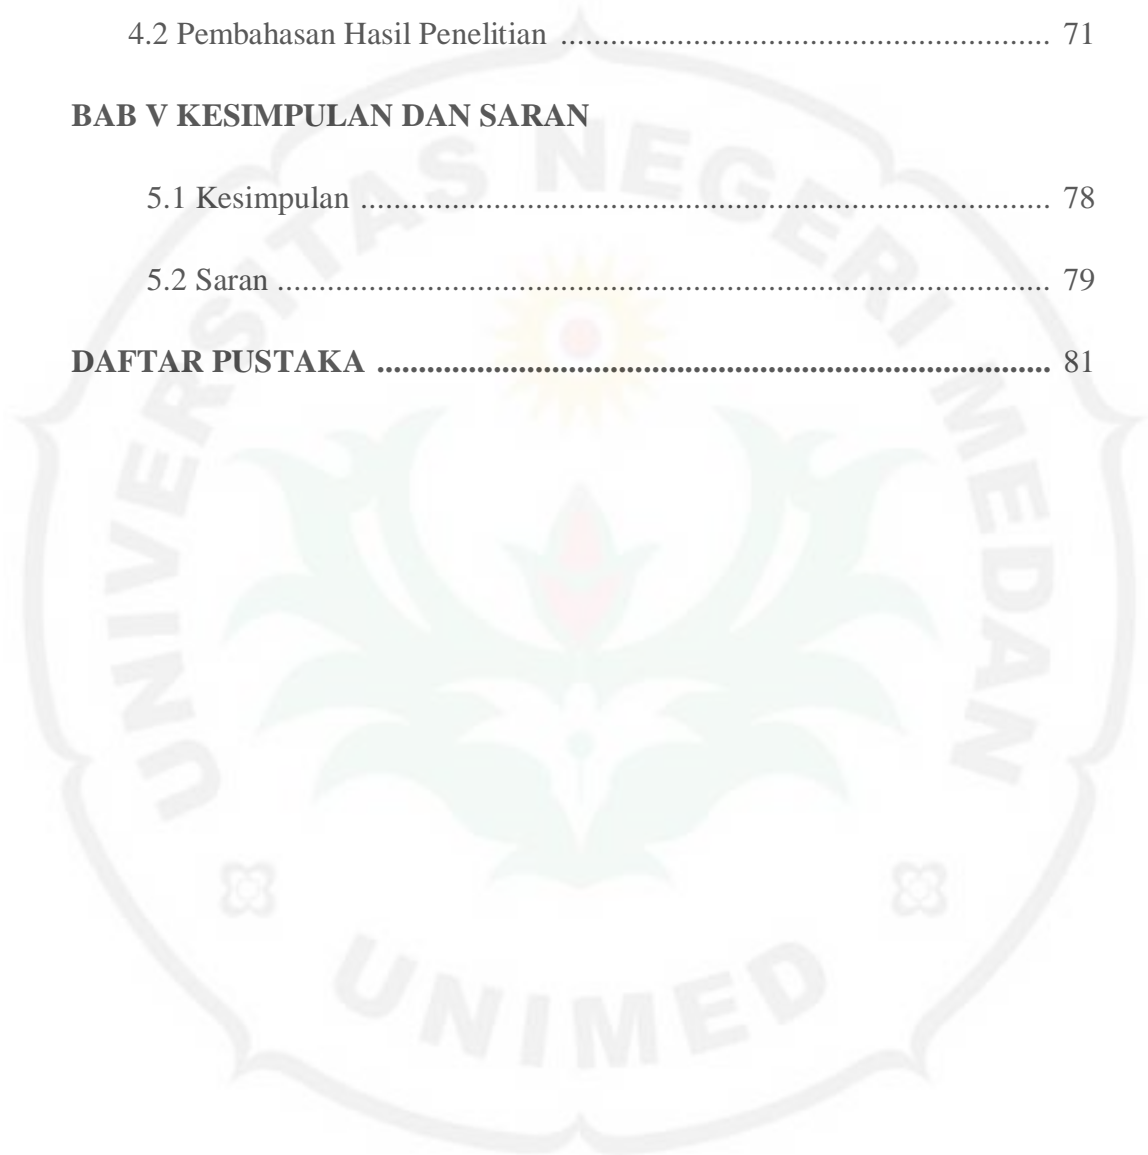 4.2 Pembahasan Hasil Penelitian ........................................................... 71
BAB V KESIMPULAN DAN SARAN
5.1 Kesimpulan ................................................................................... 78
5.2 Saran ............................................................................................. 79
DAFTAR PUSTAKA ................................................................................. 81
UNIVERSITAS NEGERI MEDAN
UNIMED